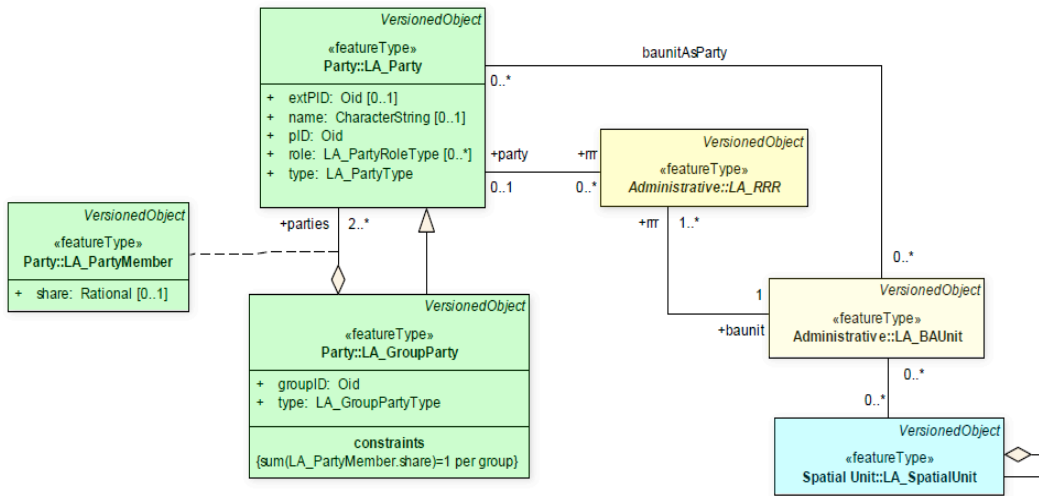 VersionedObject
«featureType»
Party::LA_Party
+ extPID: Oid [0..1]
+ name: CharacterString [0..1]
+ pID: Oid
+ role: LA_PartyRoleType [0..*]
+ type: LA_PartyType
baunitAsParty
0..*
0..*
+party
+rrr
0..1
0..*
VersionedObject
«featureType»
Administrative::LA_RRR
+rrr
1..*
1
+baunit
+parties
2..*
VersionedObject
«featureType»
Party::LA_PartyMember
+ share: Rational [0..1]
VersionedObject
«featureType»
Party::LA_GroupParty
+ groupID: Oid
+ type: LA_GroupPartyType
constraints
{sum(LA_PartyMember.share)=1 per group}
VersionedObject
«featureType»
Administrative::LA_BAUnit
0..*
0..*
VersionedObject
«featureType»
Spatial Unit::LA_SpatialUnit